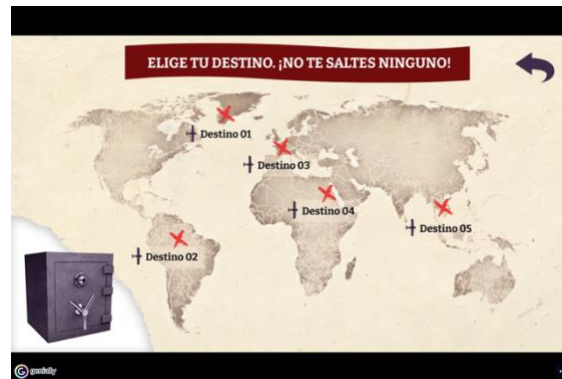 ELIGE TU DESTINO. ¡NO TE SALTES NINGUNO!
Destino 01
Destino 03
Destino 04
Destino 05
Destino 02
genially